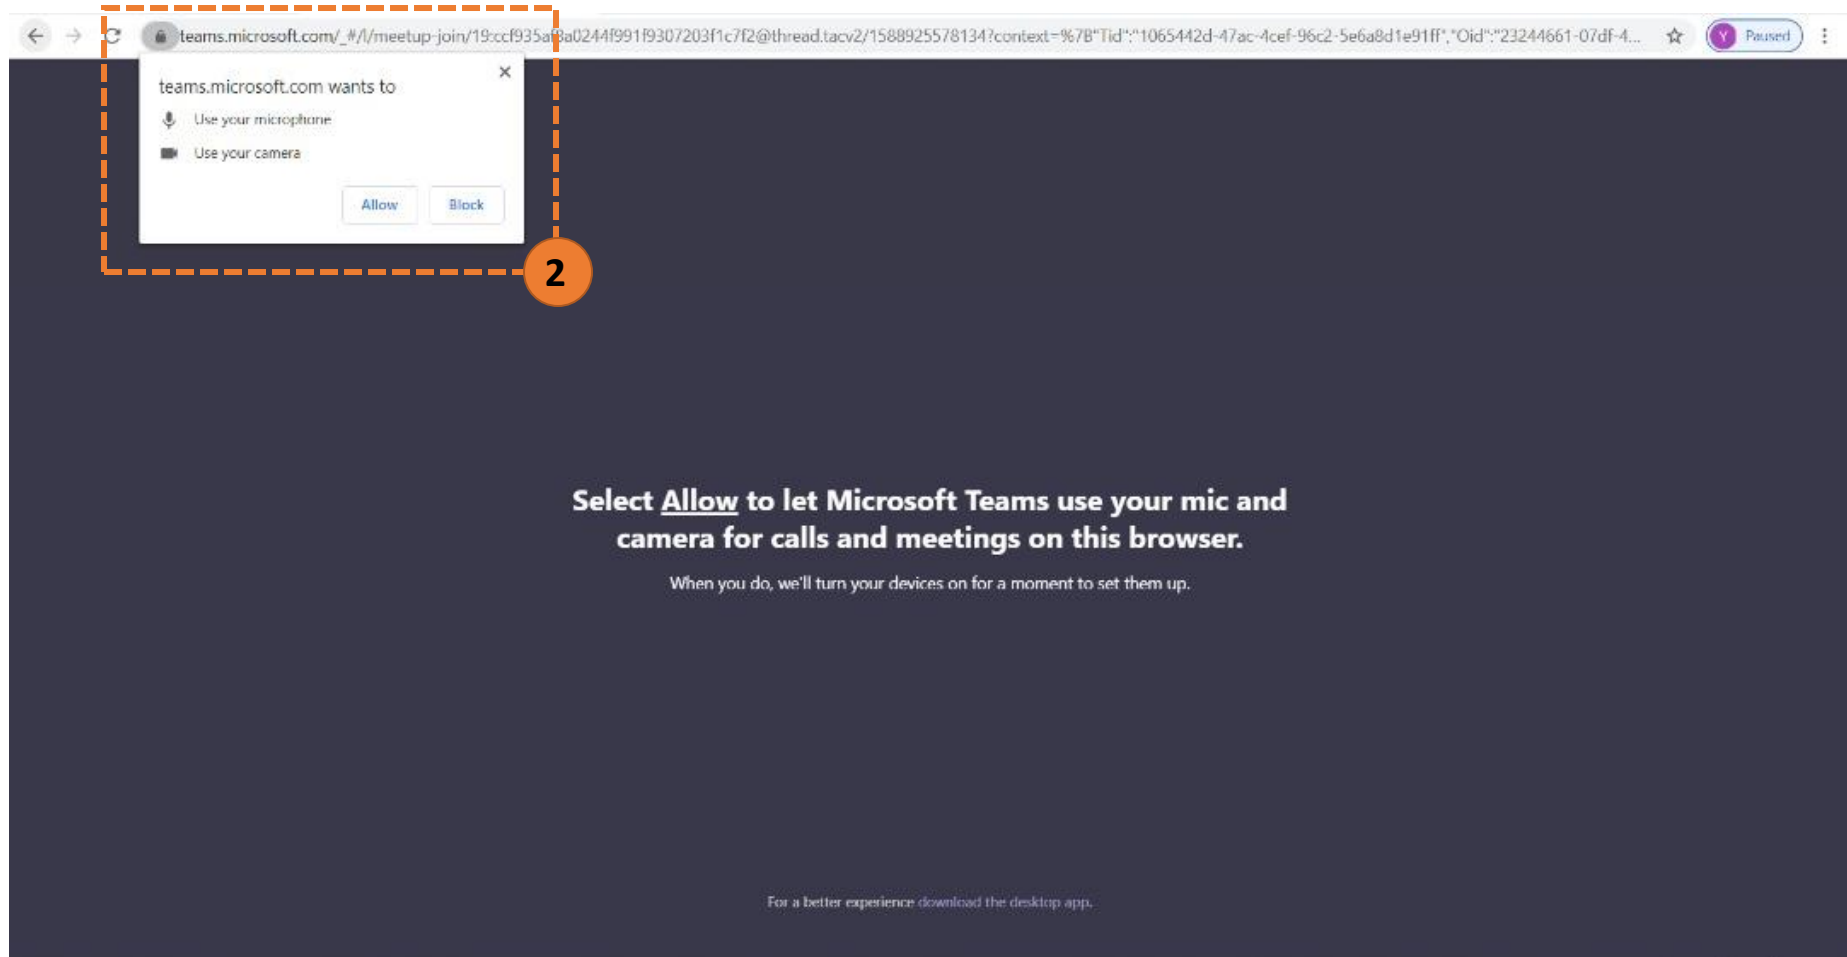 teams.microsoft.com/_#/l/meetup-join/19:ccf935af8a0244f991f9307203f1c7f2@thread.tacv2/1588925578134?context=%7B"Tid":"1065442d-47ac-4cef-96c2-5e6a8d1e91ff","Oid":"23244661-07df-4...
Y Paused
teams.microsoft.com wants to
Use your microphone
Use your camera
Allow Block
2
Select Allow to let Microsoft Teams use your mic and
camera for calls and meetings on this browser.
When you do, we'll turn your devices on for a moment to set them up.
For a better experience download the desktop app.